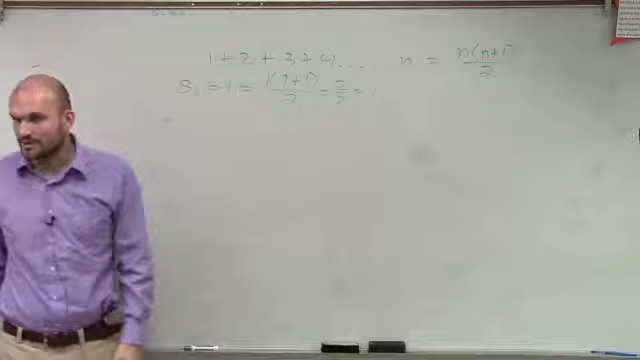 1 + 2 + 3 + 4 .... n = n(n+1)/2
S₁ = 1 = 1(1+1)/2 = 2/2 = 1